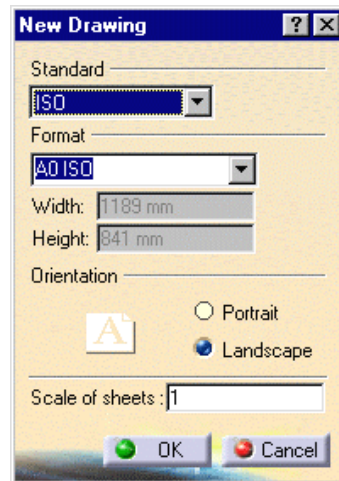 New Drawing
Standard
ISO
Format
A0 ISO
Width: 1189 mm
Height: 841 mm
Orientation
A
Portrait
Landscape
Scale of sheets : 1
OK Cancel